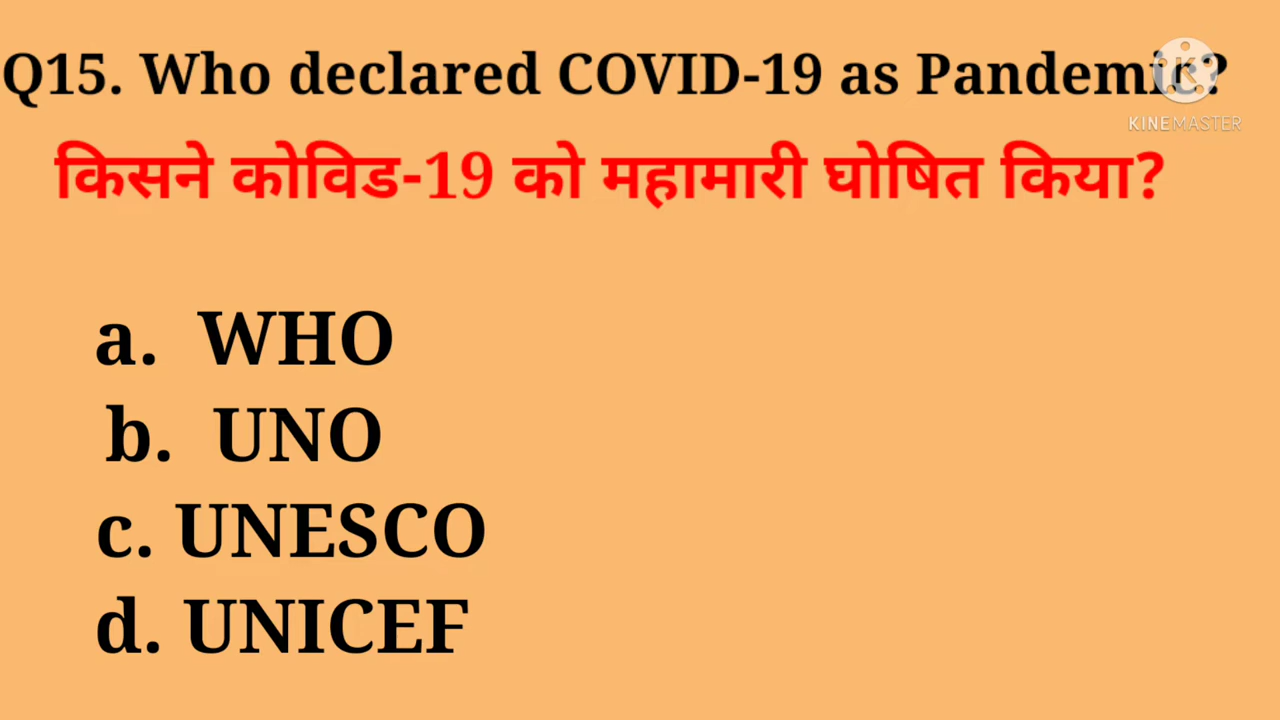 Q15. Who declared COVID-19 as Pandemic?
KINEMASTER
किसने कोविड-19 को महामारी घोषित किया?
a. WHO
b. UNO
c. UNESCO
d. UNICEF